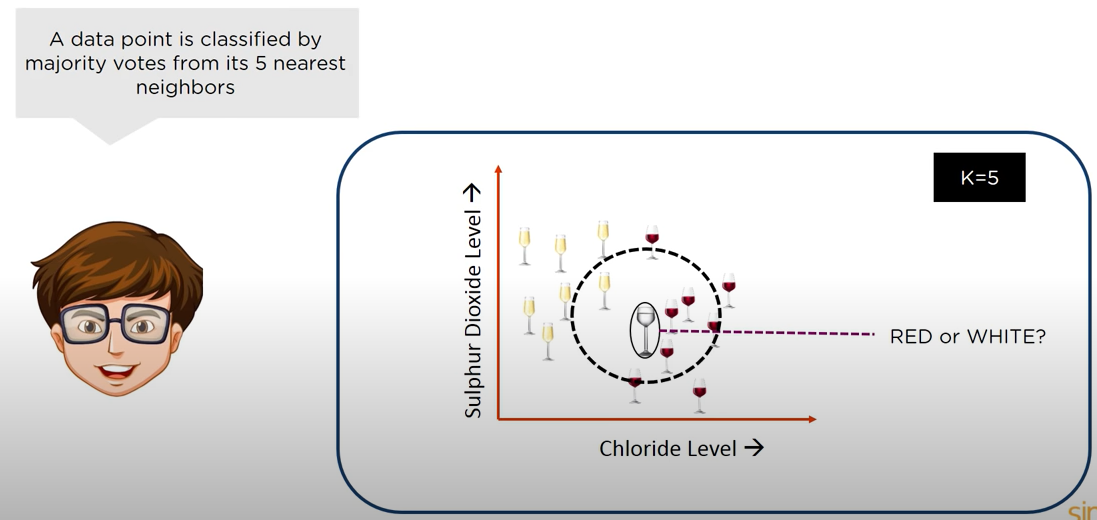 A data point is classified by
majority votes from its 5 nearest
neighbors
K=5
Sulphur Dioxide Level →
RED or WHITE?
Chloride Level →